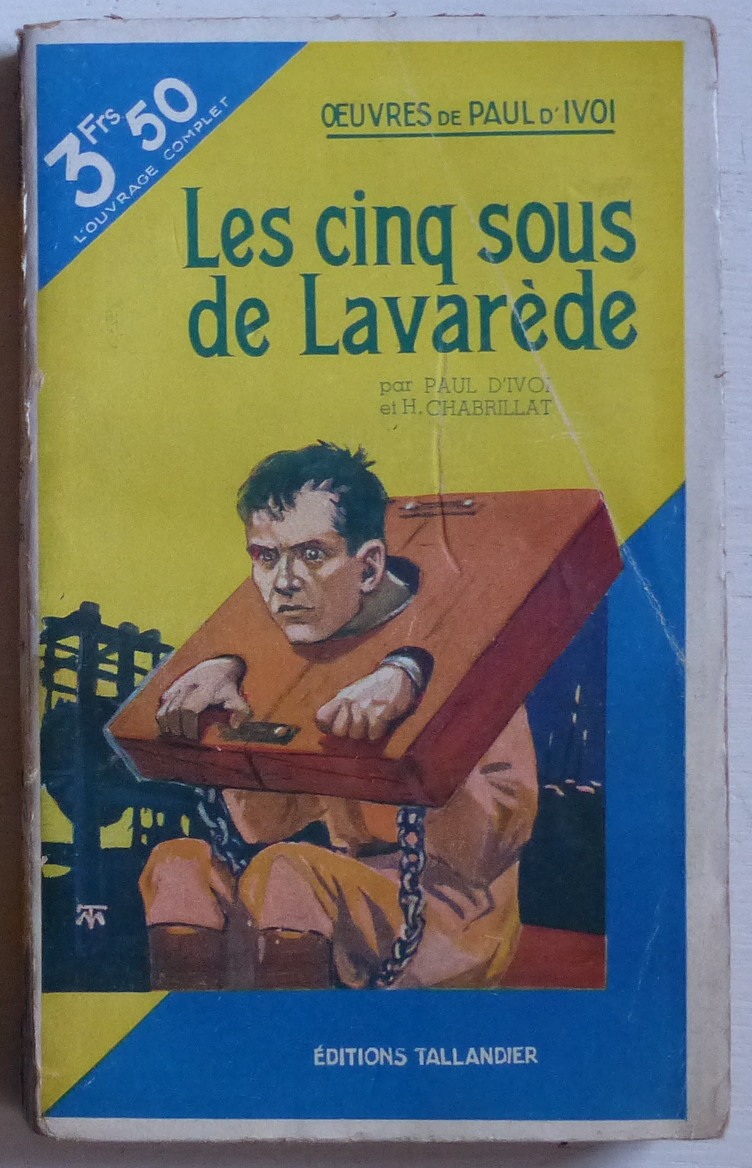 3 Frs 50
L'OUVRAGE COMPLET
ŒUVRES DE PAUL D'IVOI
Les cinq sous
de Lavarède
par PAUL D'IVOI
et H. CHABRILLAT
ÉDITIONS TALLANDIER